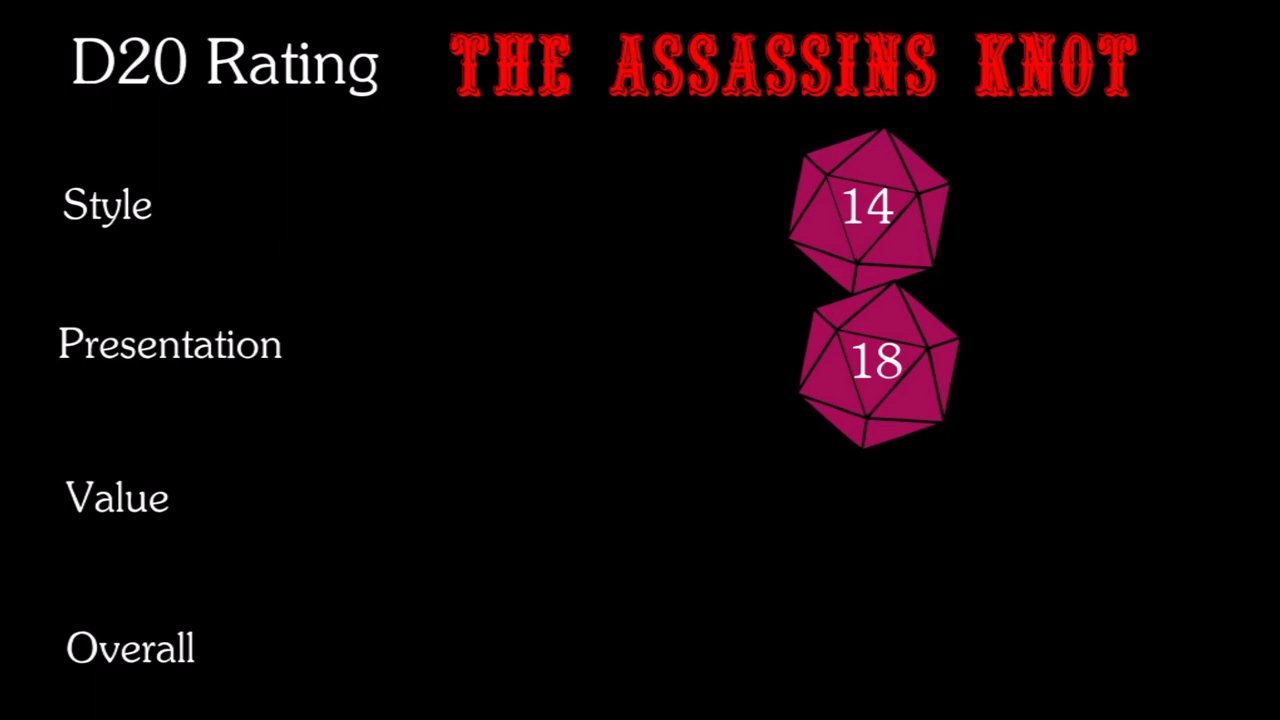 D20 Rating THE ASSASSINS KNOT
Style 14
Presentation 18
Value
Overall